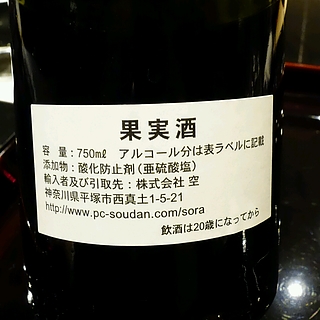 果実酒
容　量：750㎖　アルコール分は表ラベルに記載
添加物：酸化防止剤（亜硫酸塩）
輸入者及び引取先：株式会社 空
神奈川県平塚市西真土1-5-21
http://www.pc-soudan.com/sora
飲酒は20歳になってから